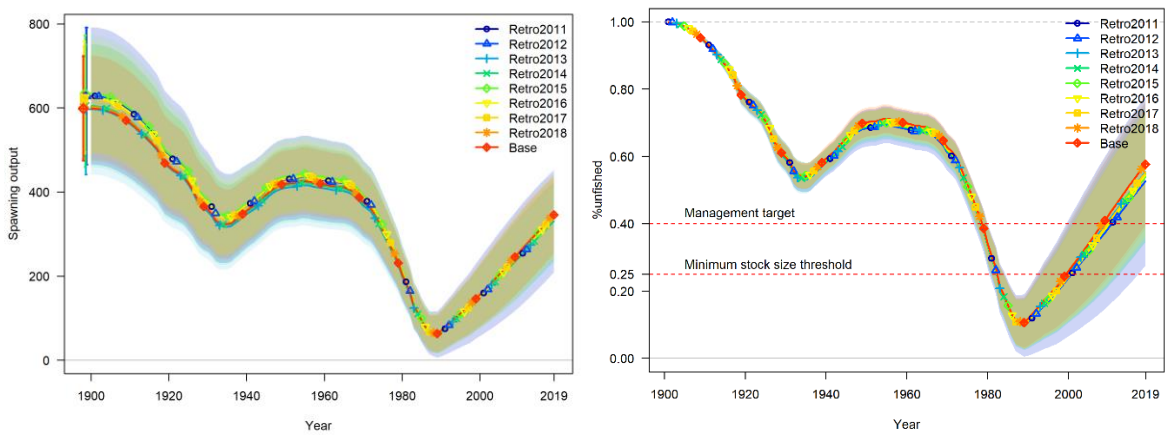 800
600
400
200
0
Spawning output
1900
1920
1940
1960
1980
2000
2019
Year
Retro2011
Retro2012
Retro2013
Retro2014
Retro2015
Retro2016
Retro2017
Retro2018
Base
1.00
0.80
0.60
0.40
0.25
0.20
0.00
%unfished
1900
1920
1940
1960
1980
2000
2019
Year
Retro2011
Retro2012
Retro2013
Retro2014
Retro2015
Retro2016
Retro2017
Retro2018
Base
Management target
Minimum stock size threshold